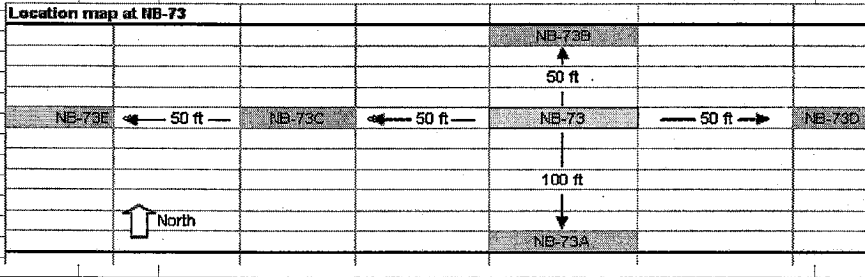 Location map at NB-73
NB-73B
50 ft
NB-73E 50 ft NB-73C 50 ft NB-73 50 ft NB-73D
100 ft
North
NB-73A